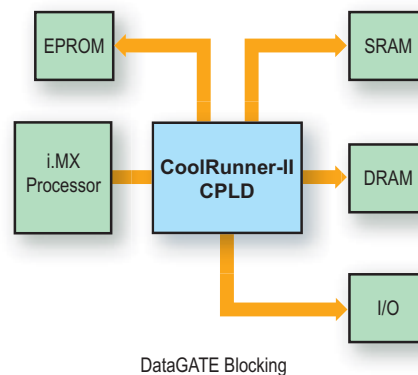 EPROM
SRAM
i.MX
Processor
CoolRunner-II
CPLD
DRAM
I/O
DataGATE Blocking